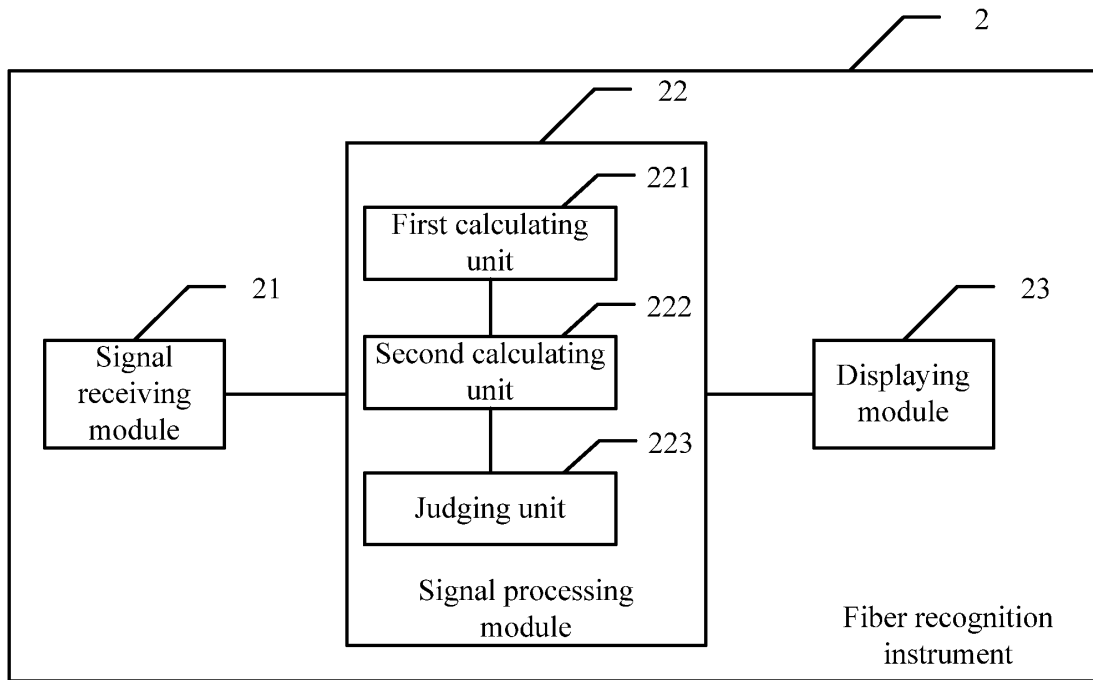 2
22
221
First calculating
unit
21
222
23
Signal
receiving
module
Second calculating
unit
Displaying
module
223
Judging unit
Signal processing
module
Fiber recognition
instrument